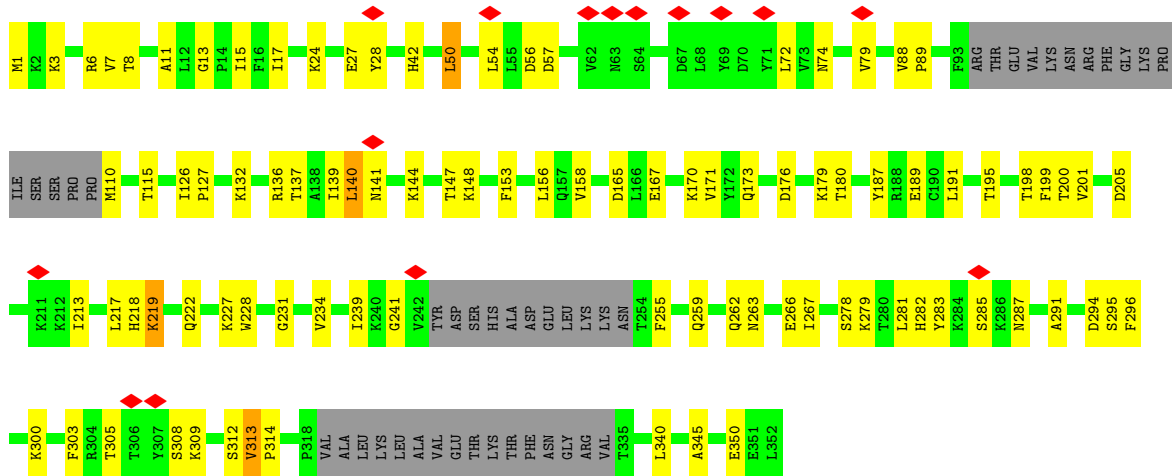 M1 K2 K3 R6 V7 T8 A11 L12 G13 P14 I15 F16 I17 K24 E27 Y28 H42 L50 L54 L55 D56 D57 V62 N63 S64 D67 L68 Y69 D70 Y71 L72 V73 N74 V79 V88 P89 F93 ARG THR GLU VAL LYS ASN ARG PHE GLY LYS PRO
ILE SER SER PRO PRO M110 T115 I126 P127 K132 R136 T137 A138 I139 L140 N141 K144 T147 K148 F153 L156 Q157 V158 D165 L166 E167 K170 V171 Y172 Q173 D176 K179 T180 Y187 R188 E189 C190 L191 T195 T198 F199 T200 V201 D205
K211 K212 I213 L217 H218 K219 Q222 K227 W228 G231 V234 I239 K240 G241 V242 TYR ASP SER HIS ALA ASP GLU LEU LYS LYS ASN T254 F255 Q259 Q262 N263 E266 I267 S278 K279 T280 L281 H282 Y283 K284 S285 K286 N287 A291 D294 S295 F296
K300 F303 R304 T305 T306 Y307 S308 K309 S312 V313 P314 P318 VAL ALA LEU LYS LEU ALA VAL GLU THR LYS THR PHE ASN GLY ARG VAL T335 L340 A345 E350 E351 L352